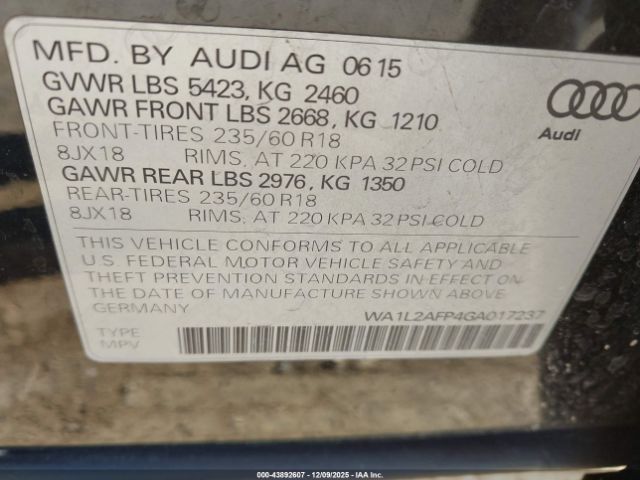 MFD. BY AUDI AG 0615
GVWR LBS 5423, KG 2460
GAWR FRONT LBS 2668, KG 1210
FRONT-TIRES 235/60 R18
8JX18 RIMS. AT 220 KPA 32 PSI COLD
GAWR REAR LBS 2976, KG 1350
REAR-TIRES 235/60 R18
8JX18 RIMS. AT 220 KPA 32 PSI COLD
Audi
THIS VEHICLE CONFORMS TO ALL APPLICABLE
U.S. FEDERAL MOTOR VEHICLE SAFETY AND
THEFT PREVENTION STANDARDS IN EFFECT ON
THE DATE OF MANUFACTURE SHOWN ABOVE
GERMANY
WA1L2AFP4GA017237
TYPE
MPV
000-43892607 - 12/09/2025 - IAA Inc.